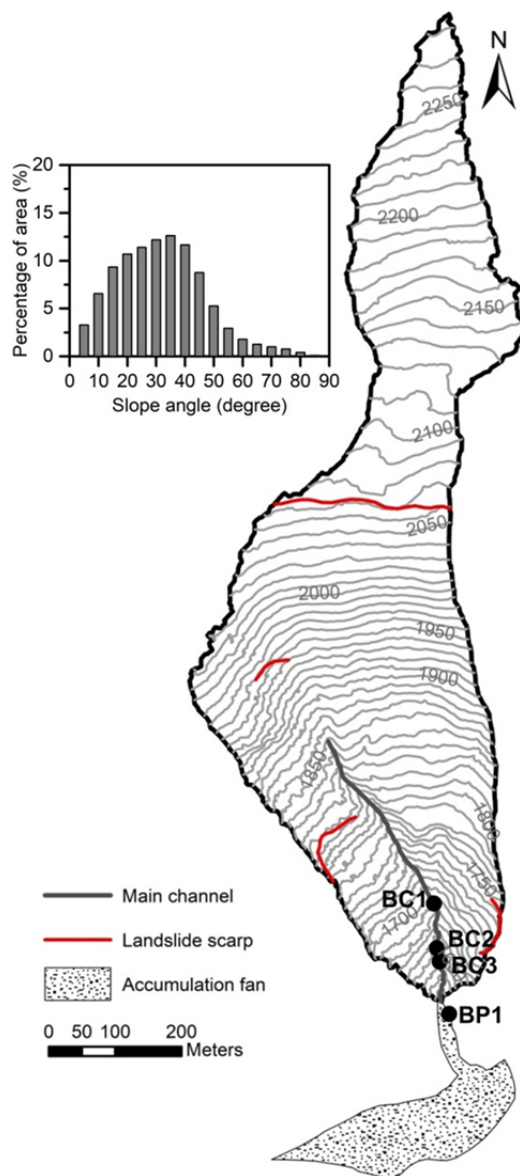 N
2250
2200
2150
2100
2050
2000
1950
1900
1850
1800
1750
1700
Percentage of area (%)
20
15
10
5
0
0 10 20 30 40 50 60 70 80 90
Slope angle (degree)
BC1
BC2
BC3
BP1
Main channel
Landslide scarp
Accumulation fan
0 50 100 200
Meters